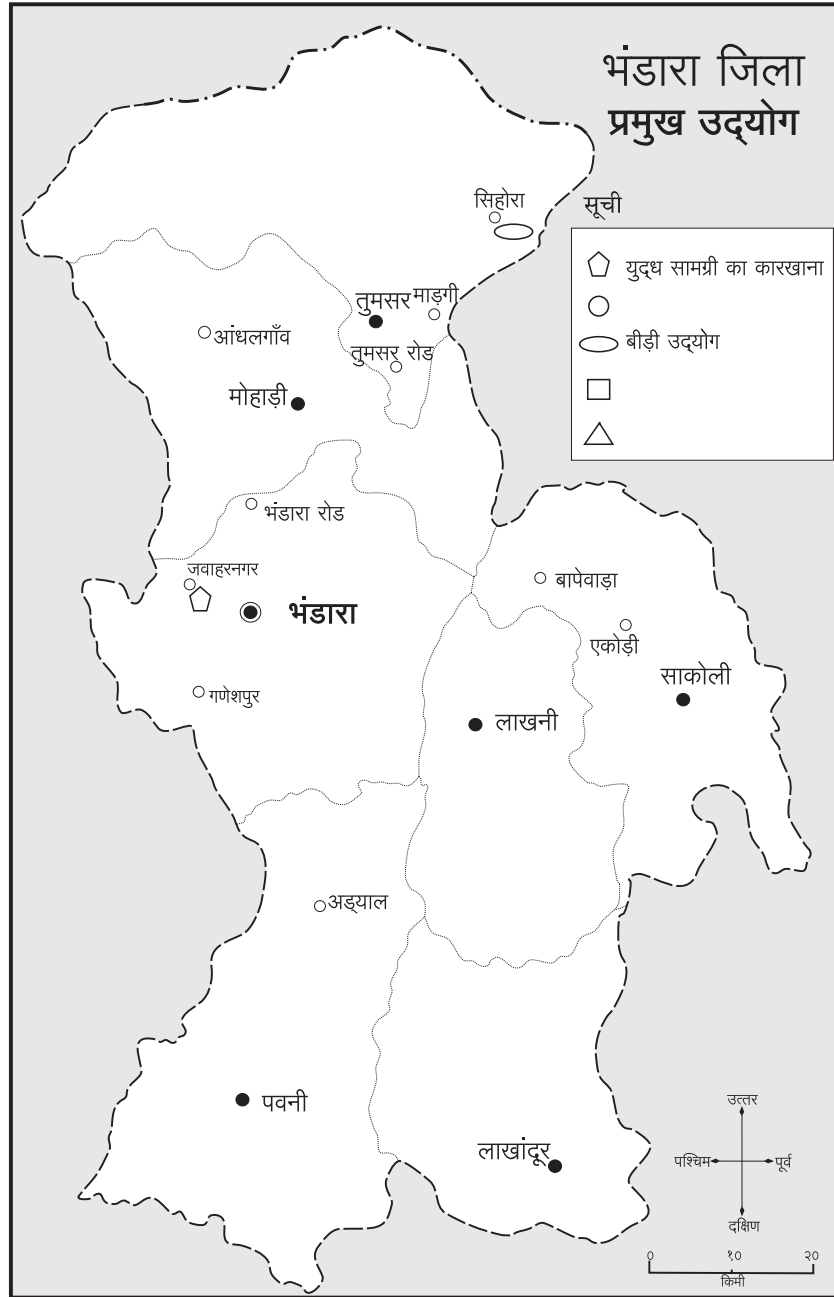 भंडारा जिला
प्रमुख उद्‌योग
सिहोरा
सूची
युद्ध सामग्री का कारखाना
बीड़ी उद्‌योग
तुमसर
माड़गी
आंधलगाँव
तुमसर रोड
मोहाड़ी
भंडारा रोड
जवाहरनगर
भंडारा
बापेवाड़ा
एकोड़ी
साकोली
गणेशपुर
लाखनी
अड्‌याल
पवनी
लाखांदूर
उत्तर
पश्चिम
पूर्व
दक्षिण
० १० २०
किमी